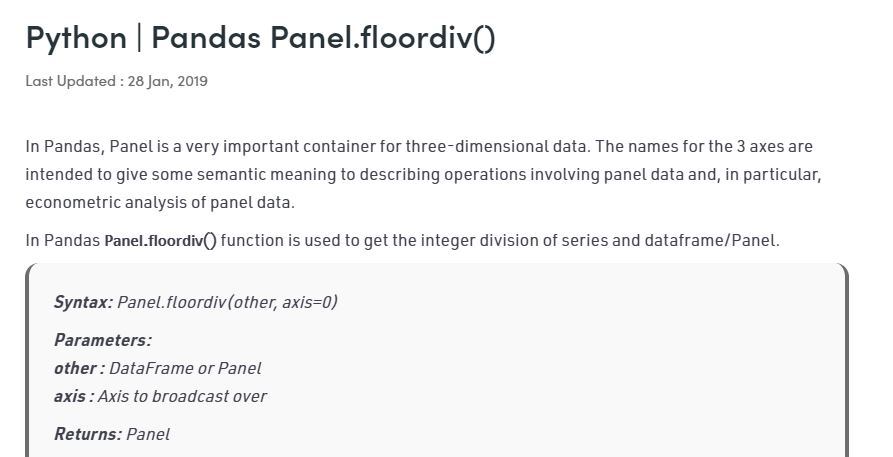 Python | Pandas Panel.floordiv()
Last Updated : 28 Jan, 2019
In Pandas, Panel is a very important container for three-dimensional data. The names for the 3 axes are
intended to give some semantic meaning to describing operations involving panel data and, in particular,
econometric analysis of panel data.
In Pandas Panel.floordiv() function is used to get the integer division of series and dataframe/Panel.
Syntax: Panel.floordiv(other, axis=0)
Parameters:
other : DataFrame or Panel
axis : Axis to broadcast over
Returns: Panel